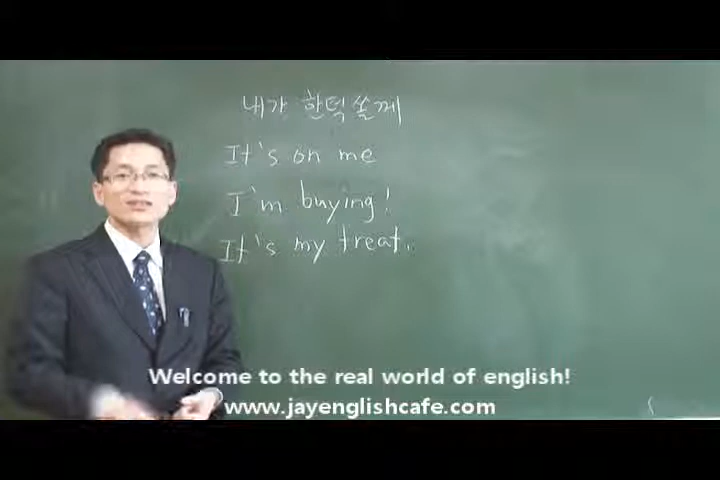 내가 한턱 쏠께
It's on me
I'm buying!
It's my treat.
Welcome to the real world of english!
www.jayenglishcafe.com